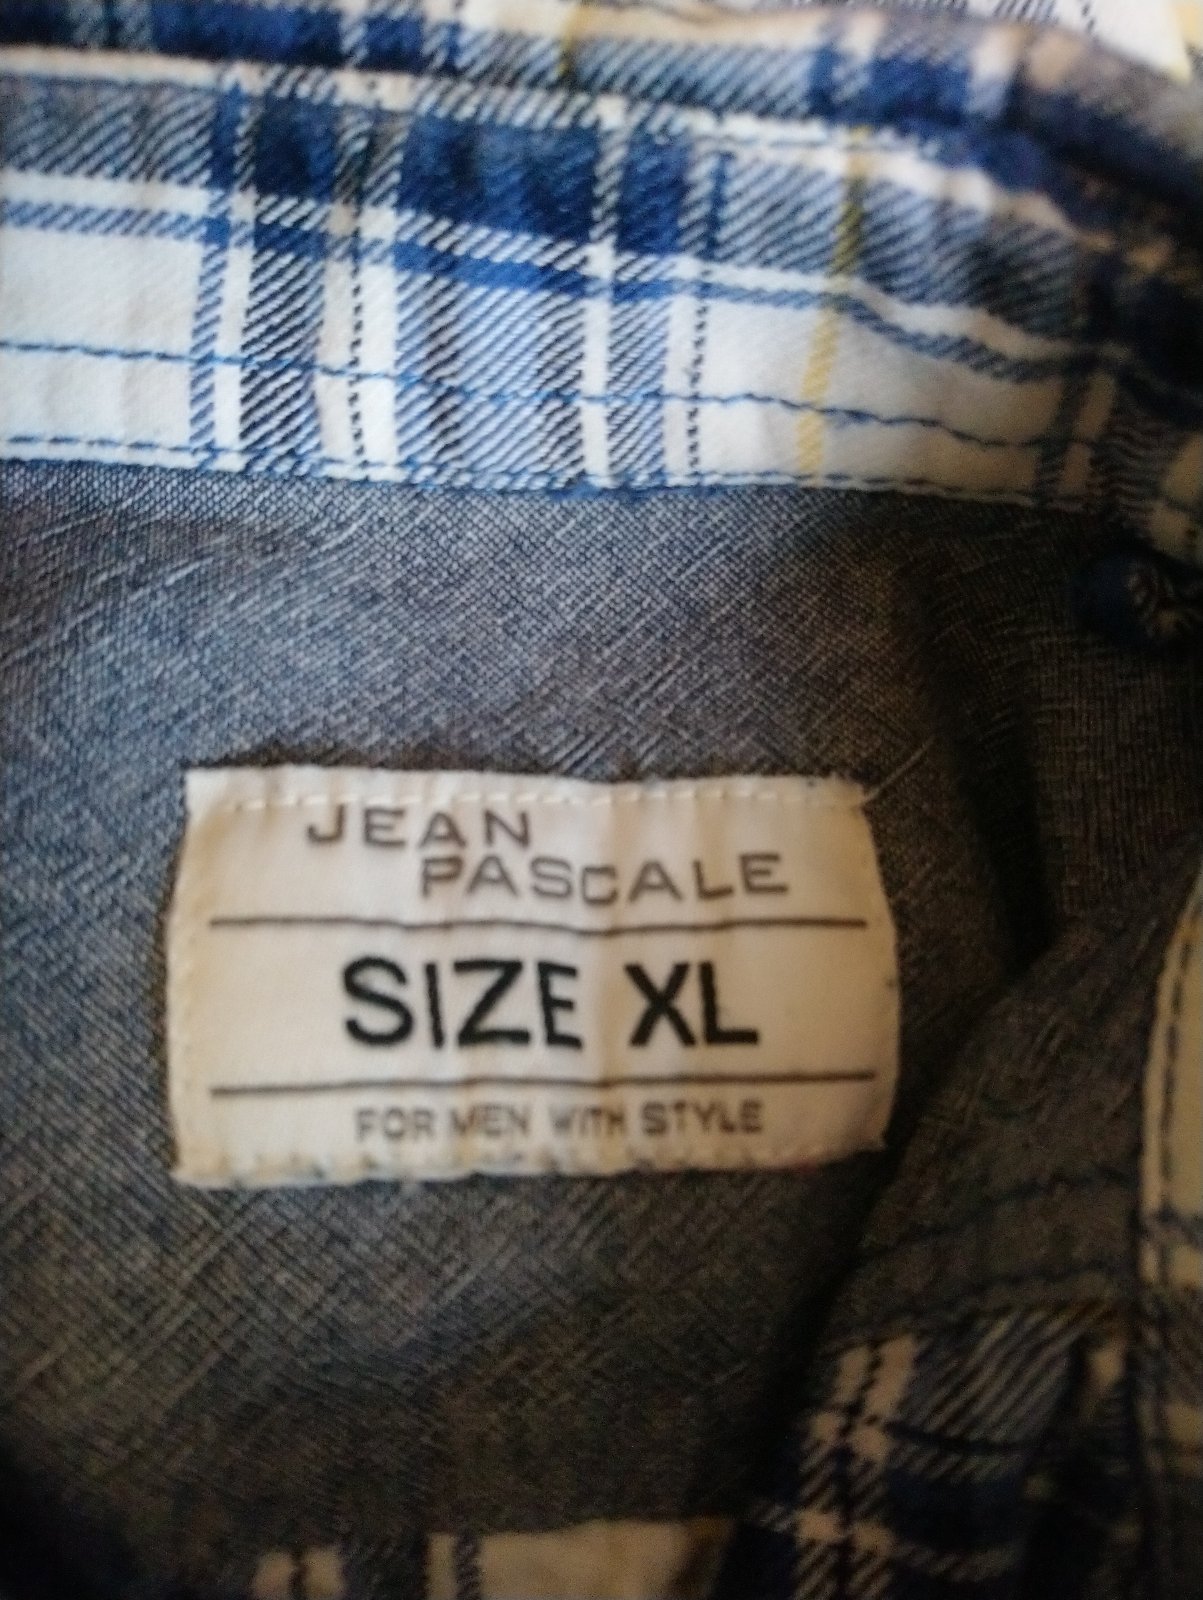 JEAN
PASCALE
SIZE XL
FOR MEN WITH STYLE